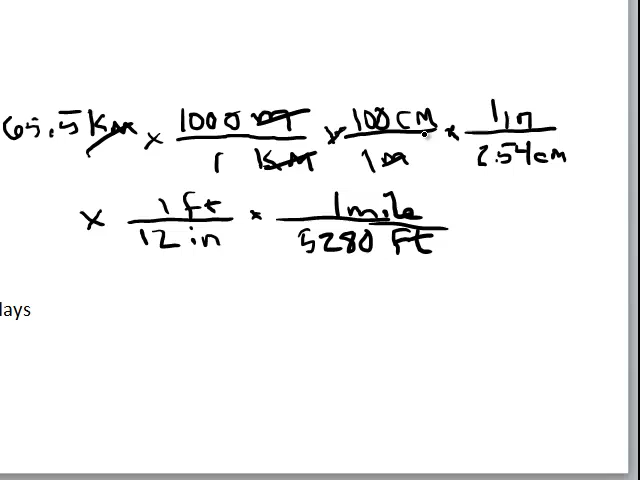 65.5 km × 1000 m / 1 km × 100 cm / 1 m × 1 in / 2.54 cm
× 1 ft / 12 in × 1 mile / 5280 ft
lays